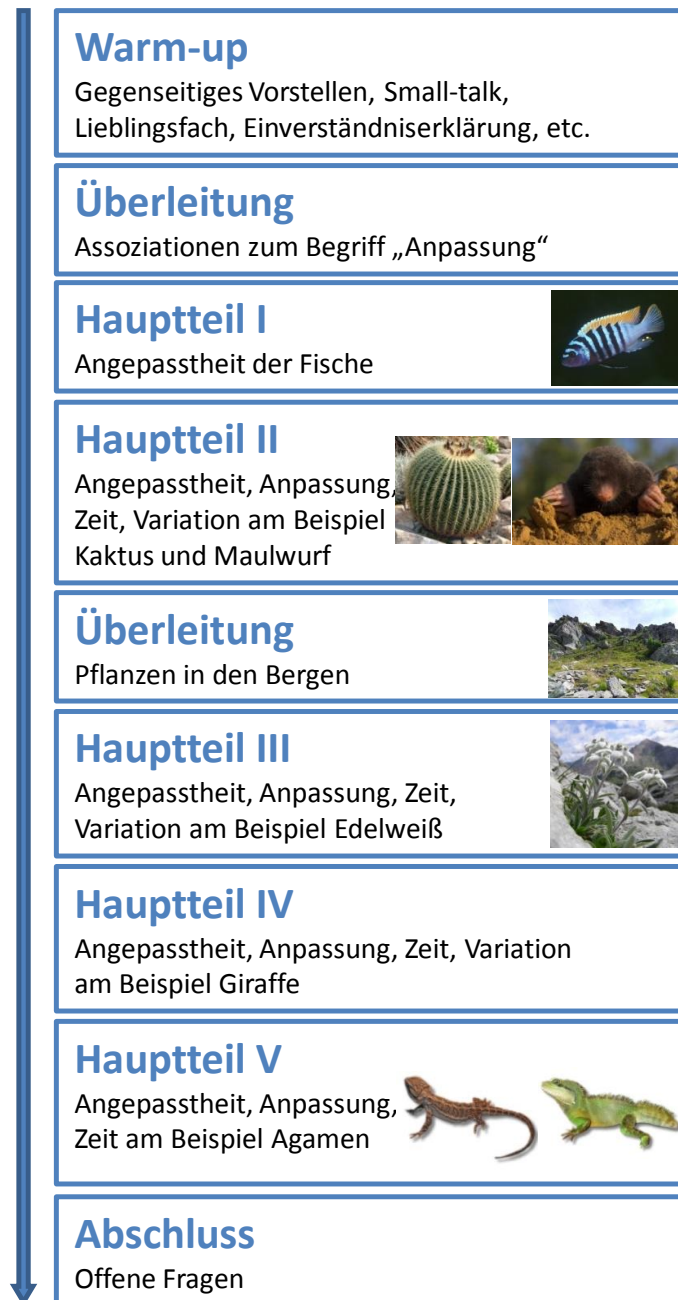 Warm-up
Gegenseitiges Vorstellen, Small-talk,
Lieblingsfach, Einverständniserklärung, etc.
Überleitung
Assoziationen zum Begriff „Anpassung“
Hauptteil I
Angepasstheit der Fische
Hauptteil II
Angepasstheit, Anpassung,
Zeit, Variation am Beispiel
Kaktus und Maulwurf
Überleitung
Pflanzen in den Bergen
Hauptteil III
Angepasstheit, Anpassung, Zeit,
Variation am Beispiel Edelweiß
Hauptteil IV
Angepasstheit, Anpassung, Zeit, Variation
am Beispiel Giraffe
Hauptteil V
Angepasstheit, Anpassung,
Zeit am Beispiel Agamen
Abschluss
Offene Fragen